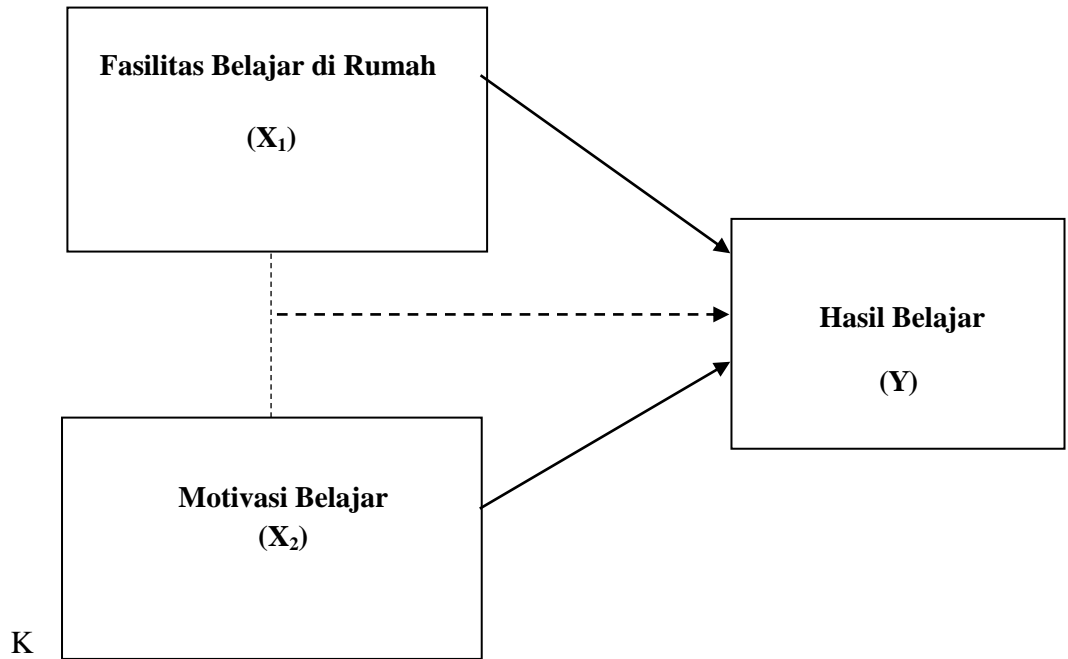 Fasilitas Belajar di Rumah
(X₁)
Hasil Belajar
(Y)
Motivasi Belajar
(X₂)
K